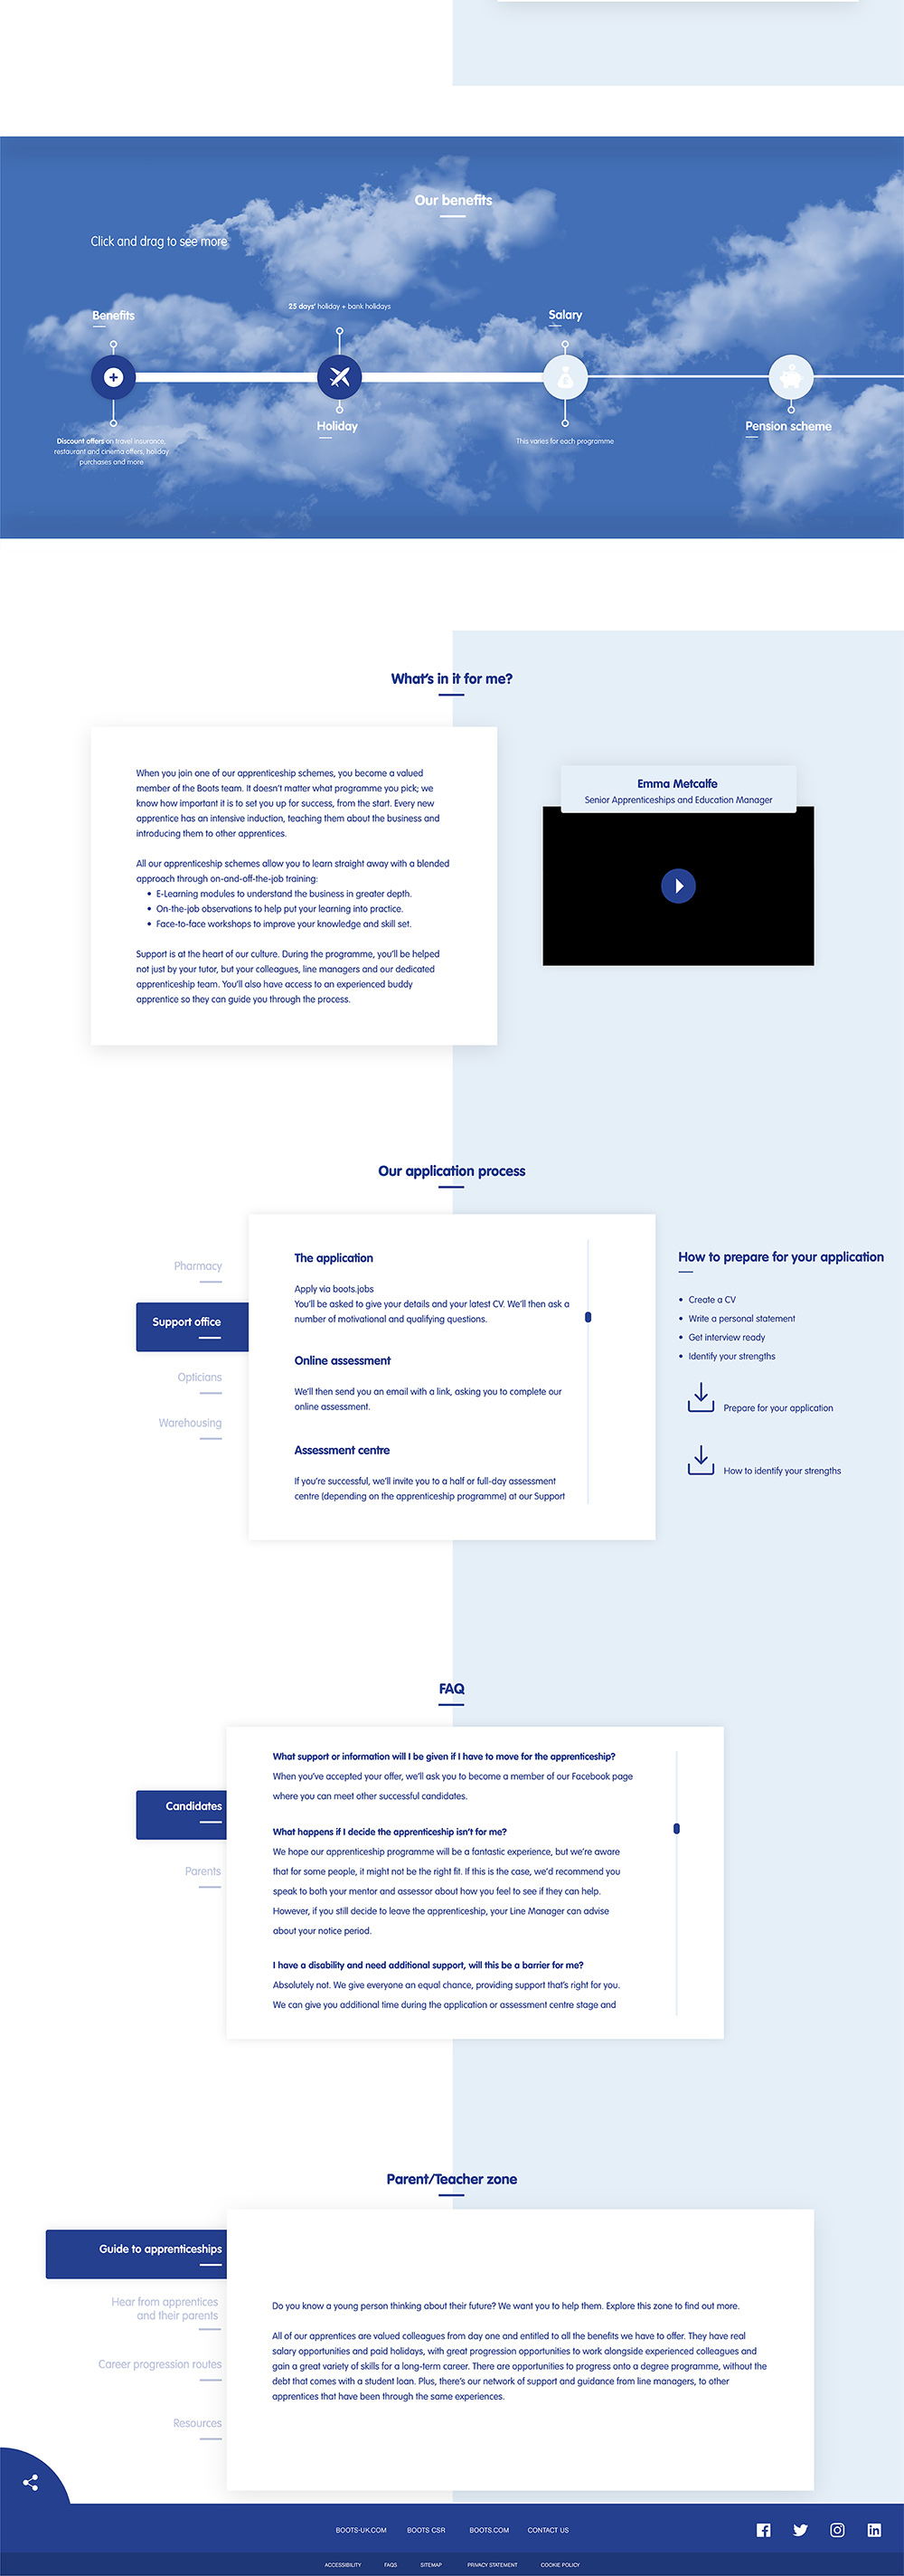 Our benefits
Click and drag to see more
Benefits
25 days' holiday + bank holidays
Salary
Holiday
Pension scheme
Discount offers on travel insurance,
restaurant and cinema offers, holiday
purchases and more
This varies for each programme
What's in it for me?
When you join one of our apprenticeship schemes, you become a valued
member of the Boots team. It doesn't matter what programme you pick; we
know how important it is to set you up for success, from the start. Every new
apprentice has an intensive induction, teaching them about the business and
introducing them to other apprentices.
All our apprenticeship schemes allow you to learn straight away with a blended
approach through on-and-off-the-job training:
• E-Learning modules to understand the business in greater depth.
• On-the-job observations to help put your learning into practice.
• Face-to-face workshops to improve your knowledge and skill set.
Support is at the heart of our culture. During the programme, you'll be helped
not just by your tutor, but your colleagues, line managers and our dedicated
apprenticeship team. You'll also have access to an experienced buddy
apprentice so they can guide you through the process.
Emma Metcalfe
Senior Apprenticeships and Education Manager
Our application process
Pharmacy
Support office
Opticians
Warehousing
The application
Apply via boots.jobs
You'll be asked to give your details and your latest CV. We'll then ask a
number of motivational and qualifying questions.
Online assessment
We'll then send you an email with a link, asking you to complete our
online assessment.
Assessment centre
If you're successful, we'll invite you to a half or full-day assessment
centre (depending on the apprenticeship programme) at our Support
How to prepare for your application
• Create a CV
• Write a personal statement
• Get interview ready
• Identify your strengths
Prepare for your application
How to identify your strengths
FAQ
Candidates
Parents
What support or information will I be given if I have to move for the apprenticeship?
When you've accepted your offer, we'll ask you to become a member of our Facebook page
where you can meet other successful candidates.
What happens if I decide the apprenticeship isn't for me?
We hope our apprenticeship programme will be a fantastic experience, but we're aware
that for some people, it might not be the right fit. If this is the case, we'd recommend you
speak to both your mentor and assessor about how you feel to see if they can help.
However, if you still decide to leave the apprenticeship, your Line Manager can advise
about your notice period.
I have a disability and need additional support, will this be a barrier for me?
Absolutely not. We give everyone an equal chance, providing support that's right for you.
We can give you additional time during the application or assessment centre stage and
Parent/Teacher zone
Guide to apprenticeships
Hear from apprentices
and their parents
Career progression routes
Resources
Do you know a young person thinking about their future? We want you to help them. Explore this zone to find out more.
All of our apprentices are valued colleagues from day one and entitled to all the benefits we have to offer. They have real
salary opportunities and paid holidays, with great progression opportunities to work alongside experienced colleagues and
gain a great variety of skills for a long-term career. There are opportunities to progress onto a degree programme, without the
debt that comes with a student loan. Plus, there's our network of support and guidance from line managers, to other
apprentices that have been through the same experiences.
BOOTS-UK.COM BOOTS CSR BOOTS.COM CONTACT US
ACCESSIBILITY FAQS SITEMAP PRIVACY STATEMENT COOKIE POLICY